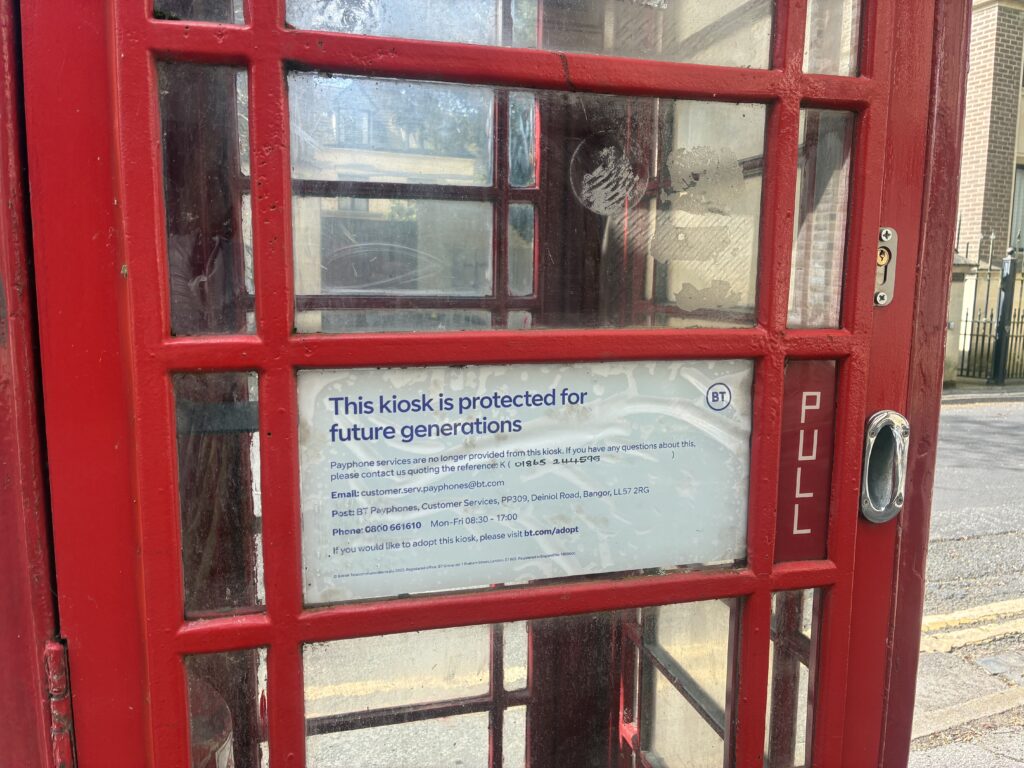 This kiosk is protected for
future generations
BT
Payphone services are no longer provided from this kiosk. If you have any questions about this,
please contact us quoting the reference: K ( 01865 244599 )
Email: customer.serv.payphones@bt.com
Post: BT Payphones, Customer Services, PP309, Deiniol Road, Bangor, LL57 2RG
Phone: 0800 661610 Mon-Fri 08:30 - 17:00
If you would like to adopt this kiosk, please visit bt.com/adopt
PULL